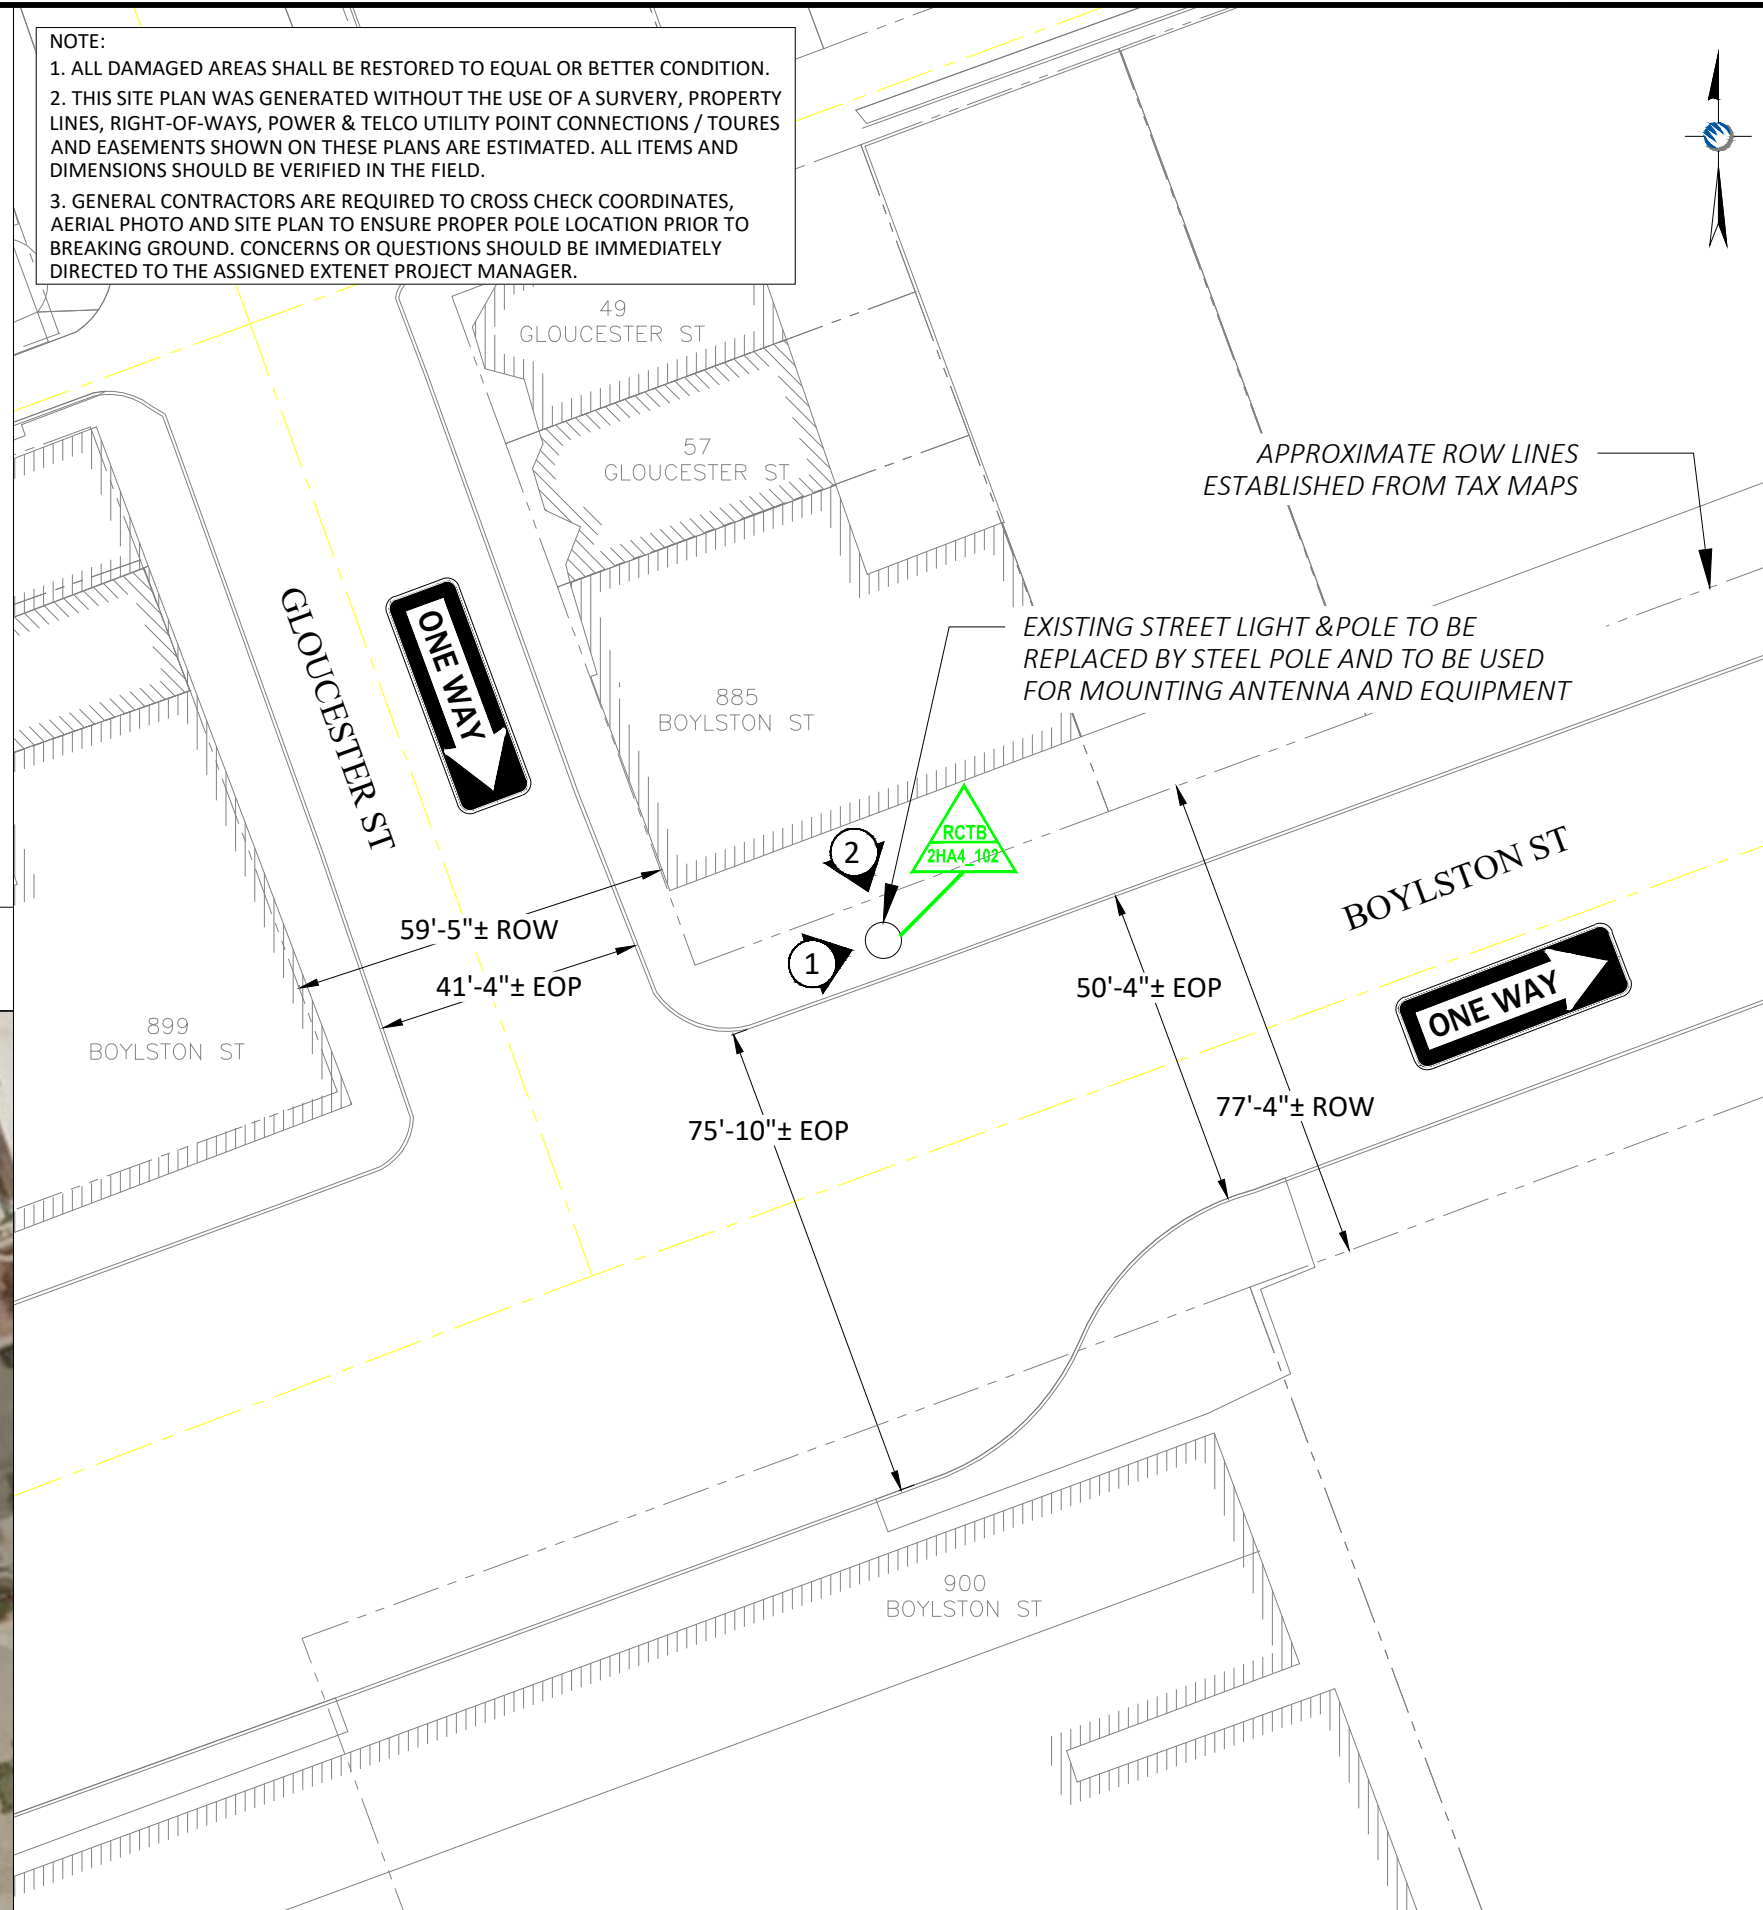 NOTE:
1. ALL DAMAGED AREAS SHALL BE RESTORED TO EQUAL OR BETTER CONDITION.
2. THIS SITE PLAN WAS GENERATED WITHOUT THE USE OF A SURVERY, PROPERTY
LINES, RIGHT-OF-WAYS, POWER & TELCO UTILITY POINT CONNECTIONS / TOURES
AND EASEMENTS SHOWN ON THESE PLANS ARE ESTIMATED. ALL ITEMS AND
DIMENSIONS SHOULD BE VERIFIED IN THE FIELD.
3. GENERAL CONTRACTORS ARE REQUIRED TO CROSS CHECK COORDINATES,
AERIAL PHOTO AND SITE PLAN TO ENSURE PROPER POLE LOCATION PRIOR TO
BREAKING GROUND. CONCERNS OR QUESTIONS SHOULD BE IMMEDIATELY
DIRECTED TO THE ASSIGNED EXTENET PROJECT MANAGER.
49
GLOUCESTER ST
57
GLOUCESTER ST
APPROXIMATE ROW LINES
ESTABLISHED FROM TAX MAPS
GLOUCESTER ST
ONE WAY
EXISTING STREET LIGHT &POLE TO BE
REPLACED BY STEEL POLE AND TO BE USED
FOR MOUNTING ANTENNA AND EQUIPMENT
885
BOYLSTON ST
RCTB
2HA4_102
2
1
BOYLSTON ST
ONE WAY
59'-5"± ROW
41'-4"± EOP
50'-4"± EOP
77'-4"± ROW
75'-10"± EOP
899
BOYLSTON ST
900
BOYLSTON ST